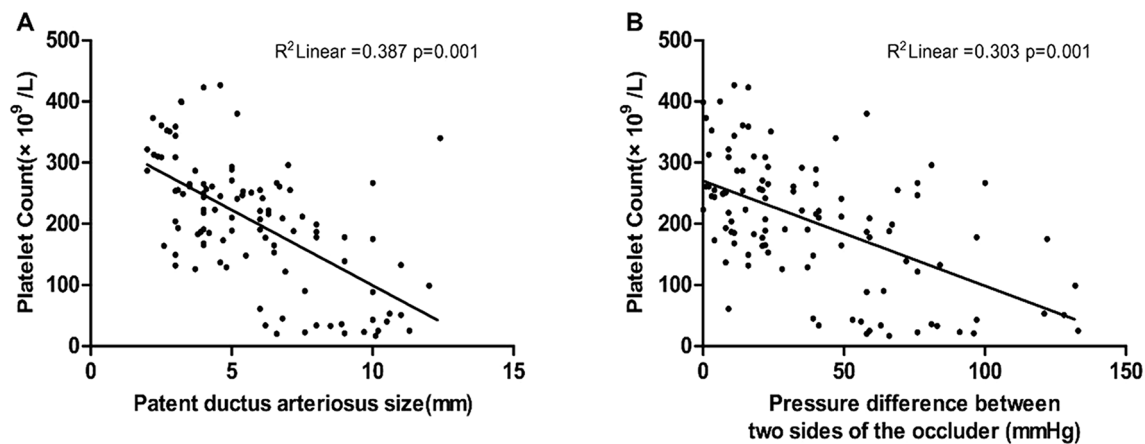 A
R²Linear =0.387 p=0.001
Platelet Count(× 10⁹ /L)
500
400
300
200
100
0
0 5 10 15
Patent ductus arteriosus size(mm)
B
R²Linear =0.303 p=0.001
Platelet Count(× 10⁹ /L)
500
400
300
200
100
0
0 50 100 150
Pressure difference between
two sides of the occluder (mmHg)